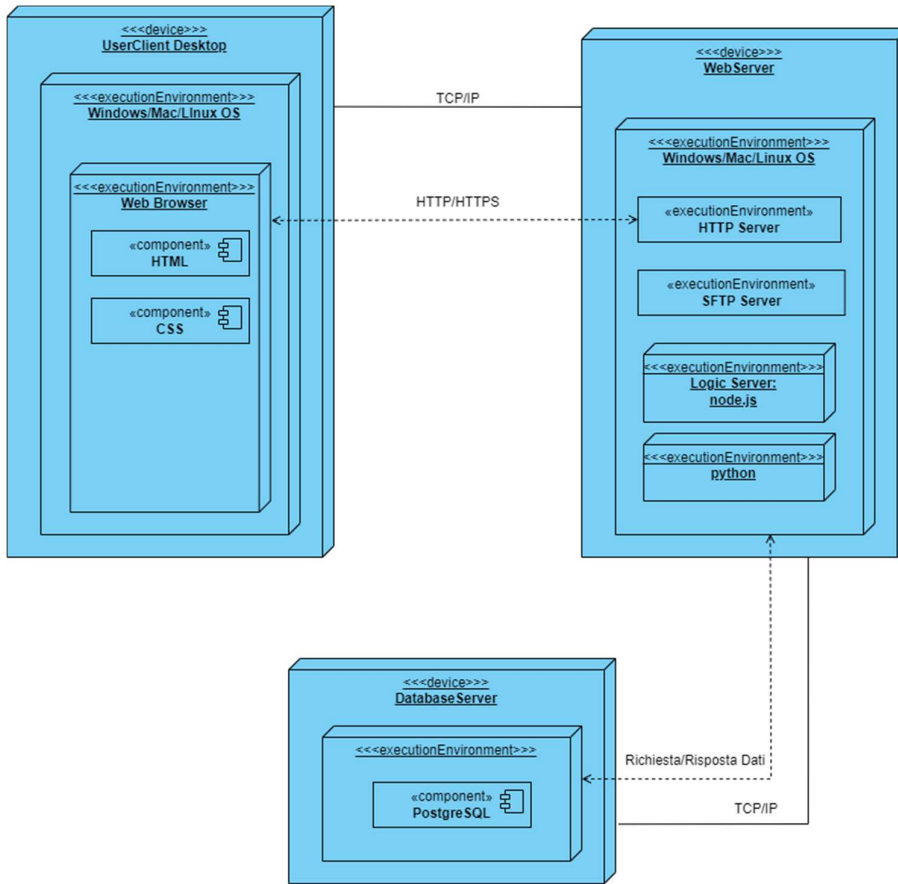 <<<device>>>
UserClient Desktop
<<<executionEnvironment>>>
Windows/Mac/LInux OS
<<<executionEnvironment>>>
Web Browser
«component»
HTML
«component»
CSS
TCP/IP
HTTP/HTTPS
<<<device>>>
WebServer
<<<executionEnvironment>>>
Windows/Mac/Linux OS
«executionEnvironment»
HTTP Server
«executionEnvironment»
SFTP Server
<<<executionEnvironment>>>
Logic Server:
node.js
<<<executionEnvironment>>>
python
<<<device>>>
DatabaseServer
<<<executionEnvironment>>>
«component»
PostgreSQL
Richiesta/Risposta Dati
TCP/IP